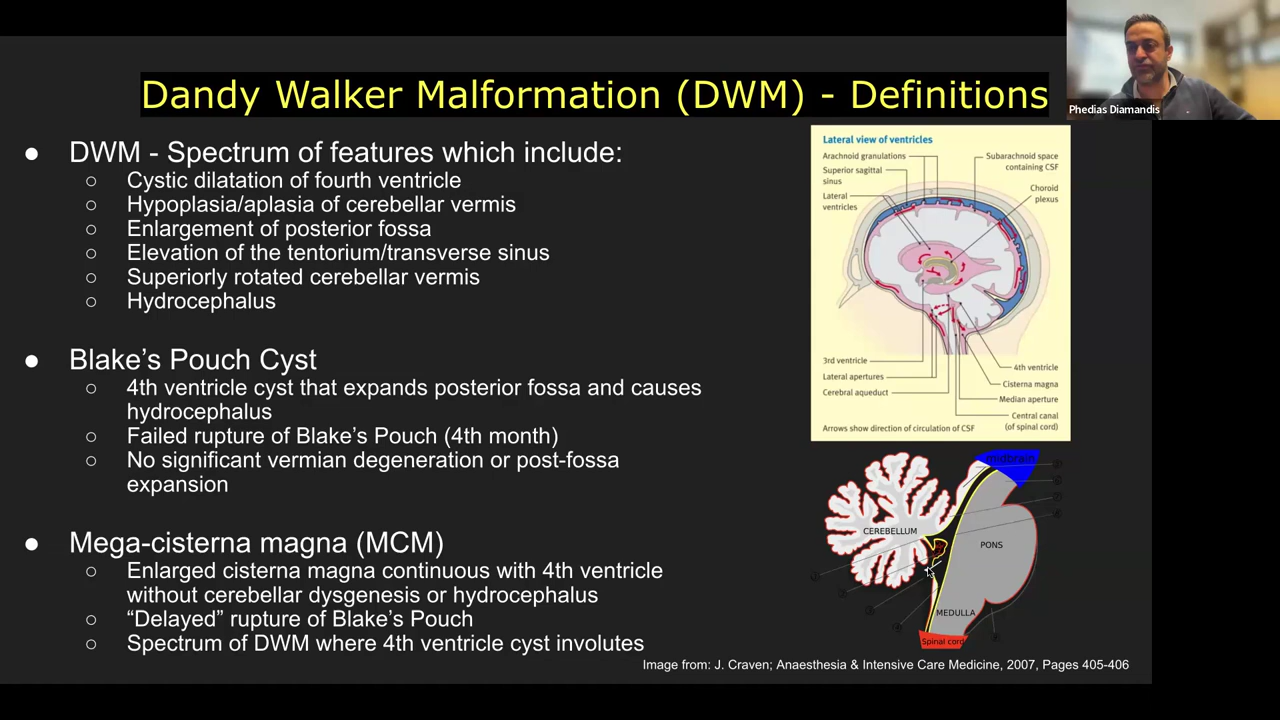 Dandy Walker Malformation (DWM) - Definitions
Phedias Diamandis
● DWM - Spectrum of features which include:
○ Cystic dilatation of fourth ventricle
○ Hypoplasia/aplasia of cerebellar vermis
○ Enlargement of posterior fossa
○ Elevation of the tentorium/transverse sinus
○ Superiorly rotated cerebellar vermis
○ Hydrocephalus
● Blake's Pouch Cyst
○ 4th ventricle cyst that expands posterior fossa and causes
hydrocephalus
○ Failed rupture of Blake's Pouch (4th month)
○ No significant vermian degeneration or post-fossa
expansion
● Mega-cisterna magna (MCM)
○ Enlarged cisterna magna continuous with 4th ventricle
without cerebellar dysgenesis or hydrocephalus
○ “Delayed” rupture of Blake's Pouch
○ Spectrum of DWM where 4th ventricle cyst involutes
Lateral view of ventricles
Arachnoid granulations
Superior sagittal
sinus
Lateral
ventricles
Subarachnoid space
containing CSF
Choroid
plexus
3rd ventricle
Lateral apertures
Cerebral aqueduct
4th ventricle
Cisterna magna
Median aperture
Central canal
(of spinal cord)
Arrows show direction of circulation of CSF
midbrain
CEREBELLUM
PONS
MEDULLA
Spinal cord
Image from: J. Craven; Anaesthesia & Intensive Care Medicine, 2007, Pages 405-406